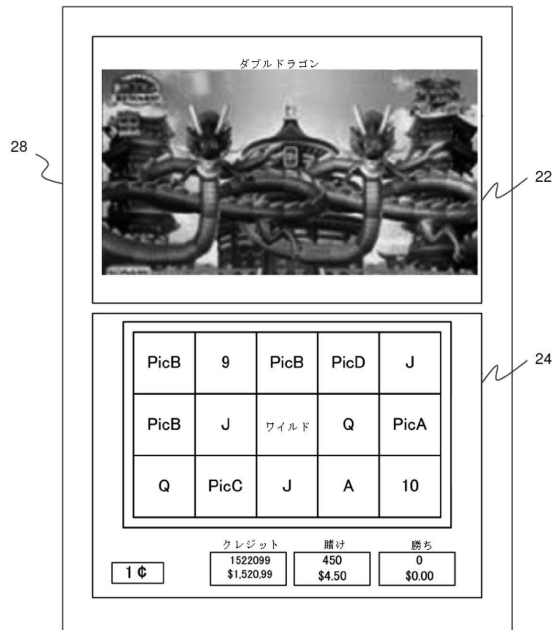 ダブルドラゴン
28
22
24
PicB 9 PicB PicD J
PicB J ワイルド Q PicA
Q PicC J A 10
クレジット 賭け 勝ち
1522099 450 0
1¢ $1,520,99 $4.50 $0.00